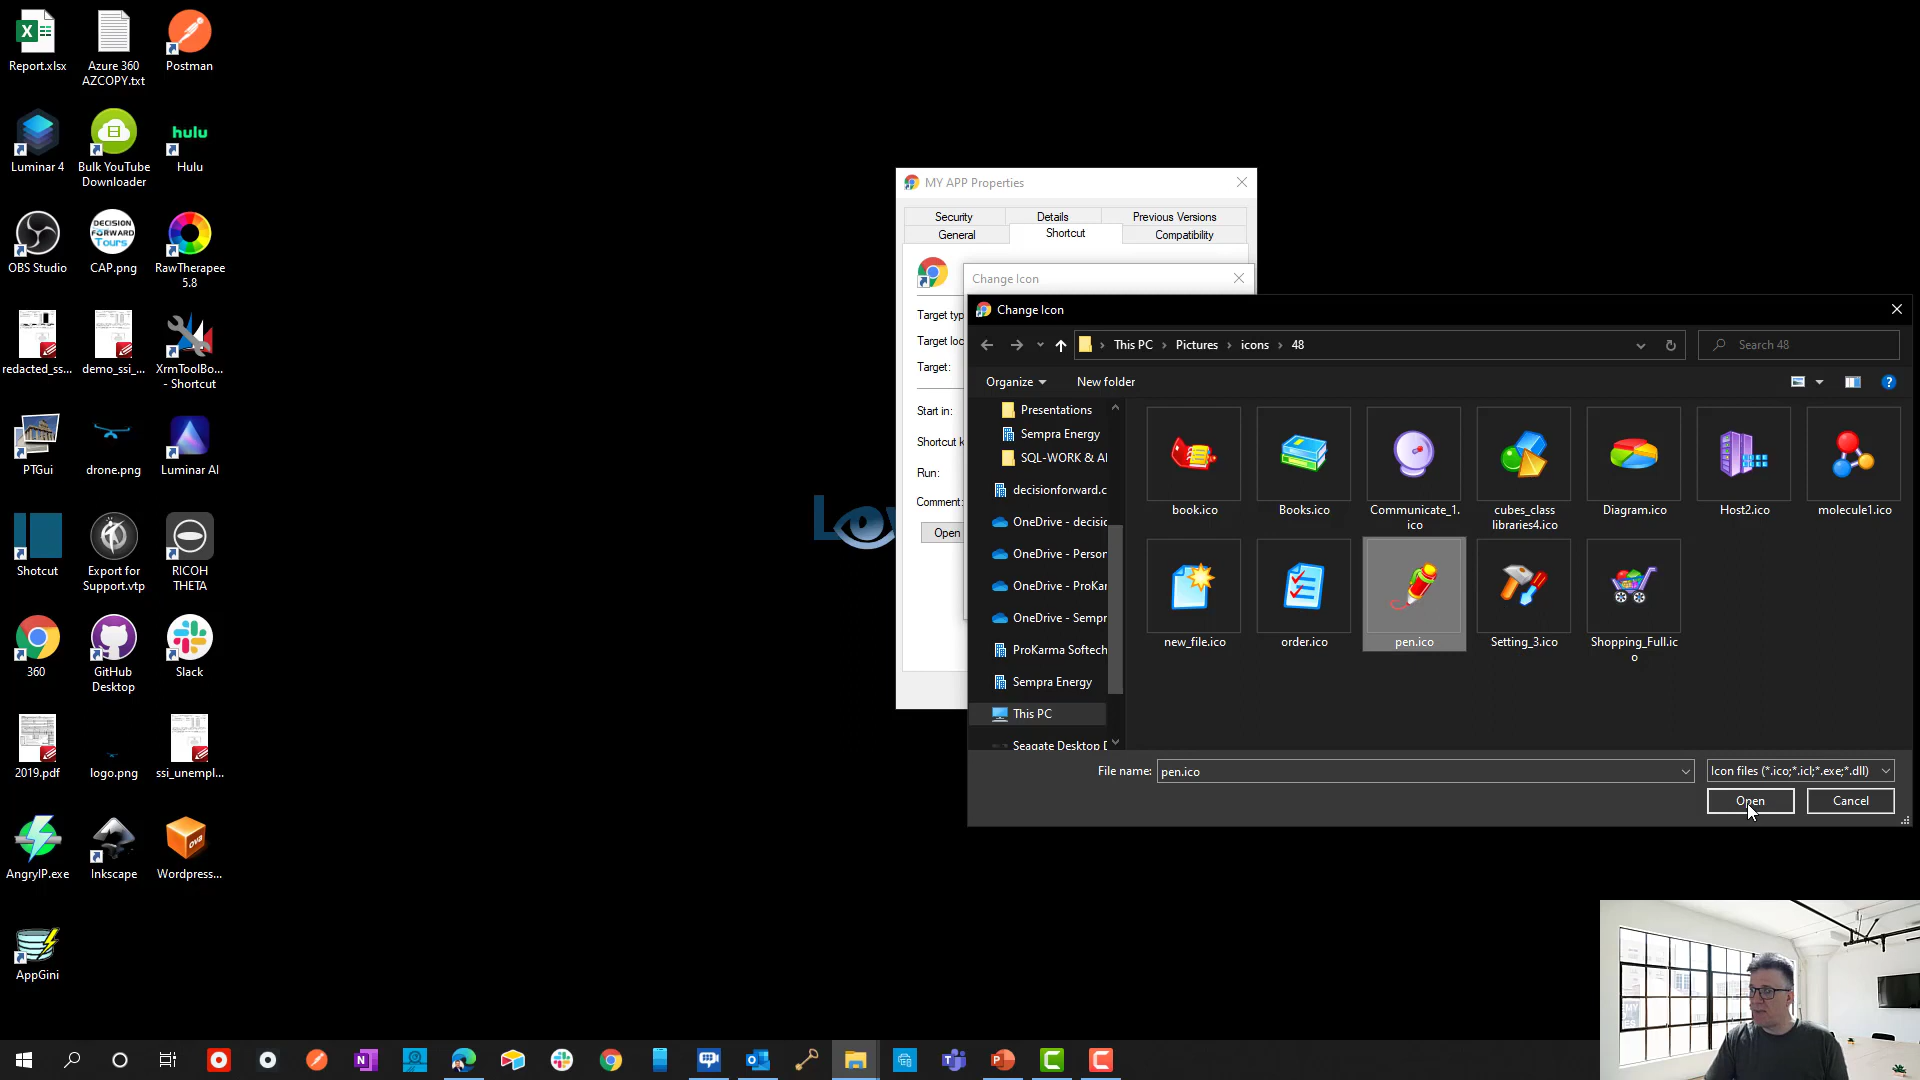 Report.xlsx
Azure 360
AZCOPY.txt
Postman
Luminar 4
Bulk YouTube
Downloader
hulu
Hulu
OBS Studio
DECISION
FORWARD
Tours
CAP.png
RawTherapee
5.8
redacted_ss...
demo_ssi_...
XrmToolBo...
- Shortcut
PTGui
drone.png
Luminar AI
Shotcut
Export for
Support.vtp
RICOH
THETA
360
GitHub
Desktop
Slack
2019.pdf
logo.png
ssi_unempl...
AngryIP.exe
Inkscape
ova
Wordpress...
AppGini
MY APP Properties
Security
Details
Previous Versions
General
Shortcut
Compatibility
Target typ
Target loc
Target:
Start in:
Shortcut k
Run:
Comment:
Open
Change Icon
Change Icon
This PC
Pictures
icons
48
Search 48
Organize
New folder
Presentations
Sempra Energy
SQL-WORK & A
decisionforward.c
OneDrive - decisio
OneDrive - Person
OneDrive - ProKar
OneDrive - Sempr
ProKarma Softech
Sempra Energy
This PC
Seagate Desktop D
book.ico
Books.ico
Communicate_1.
ico
cubes_class
libraries4.ico
Diagram.ico
Host2.ico
molecule1.ico
new_file.ico
order.ico
pen.ico
Setting_3.ico
Shopping_Full.ic
o
File name:
pen.ico
Icon files (*.ico;*.icl;*.exe;*.dll)
Open
Cancel